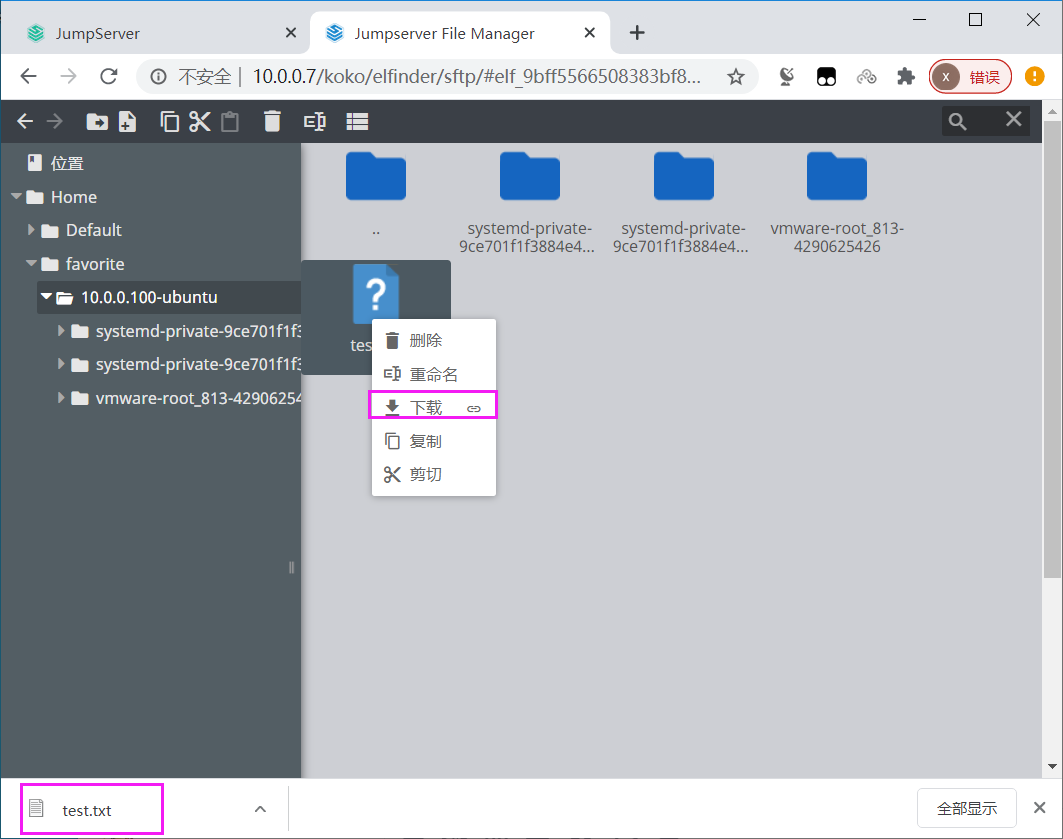 JumpServer
Jumpserver File Manager
不安全 | 10.0.0.7/koko/elfinder/sftp/#elf_9bff5566508383bf8...
x 错误
位置
Home
Default
favorite
10.0.0.100-ubuntu
systemd-private-9ce701f1f3
systemd-private-9ce701f1f3
vmware-root_813-42906254
..
systemd-private-
9ce701f1f3884e4...
systemd-private-
9ce701f1f3884e4...
vmware-root_813-
4290625426
tes
删除
重命名
下载
复制
剪切
test.txt
全部显示